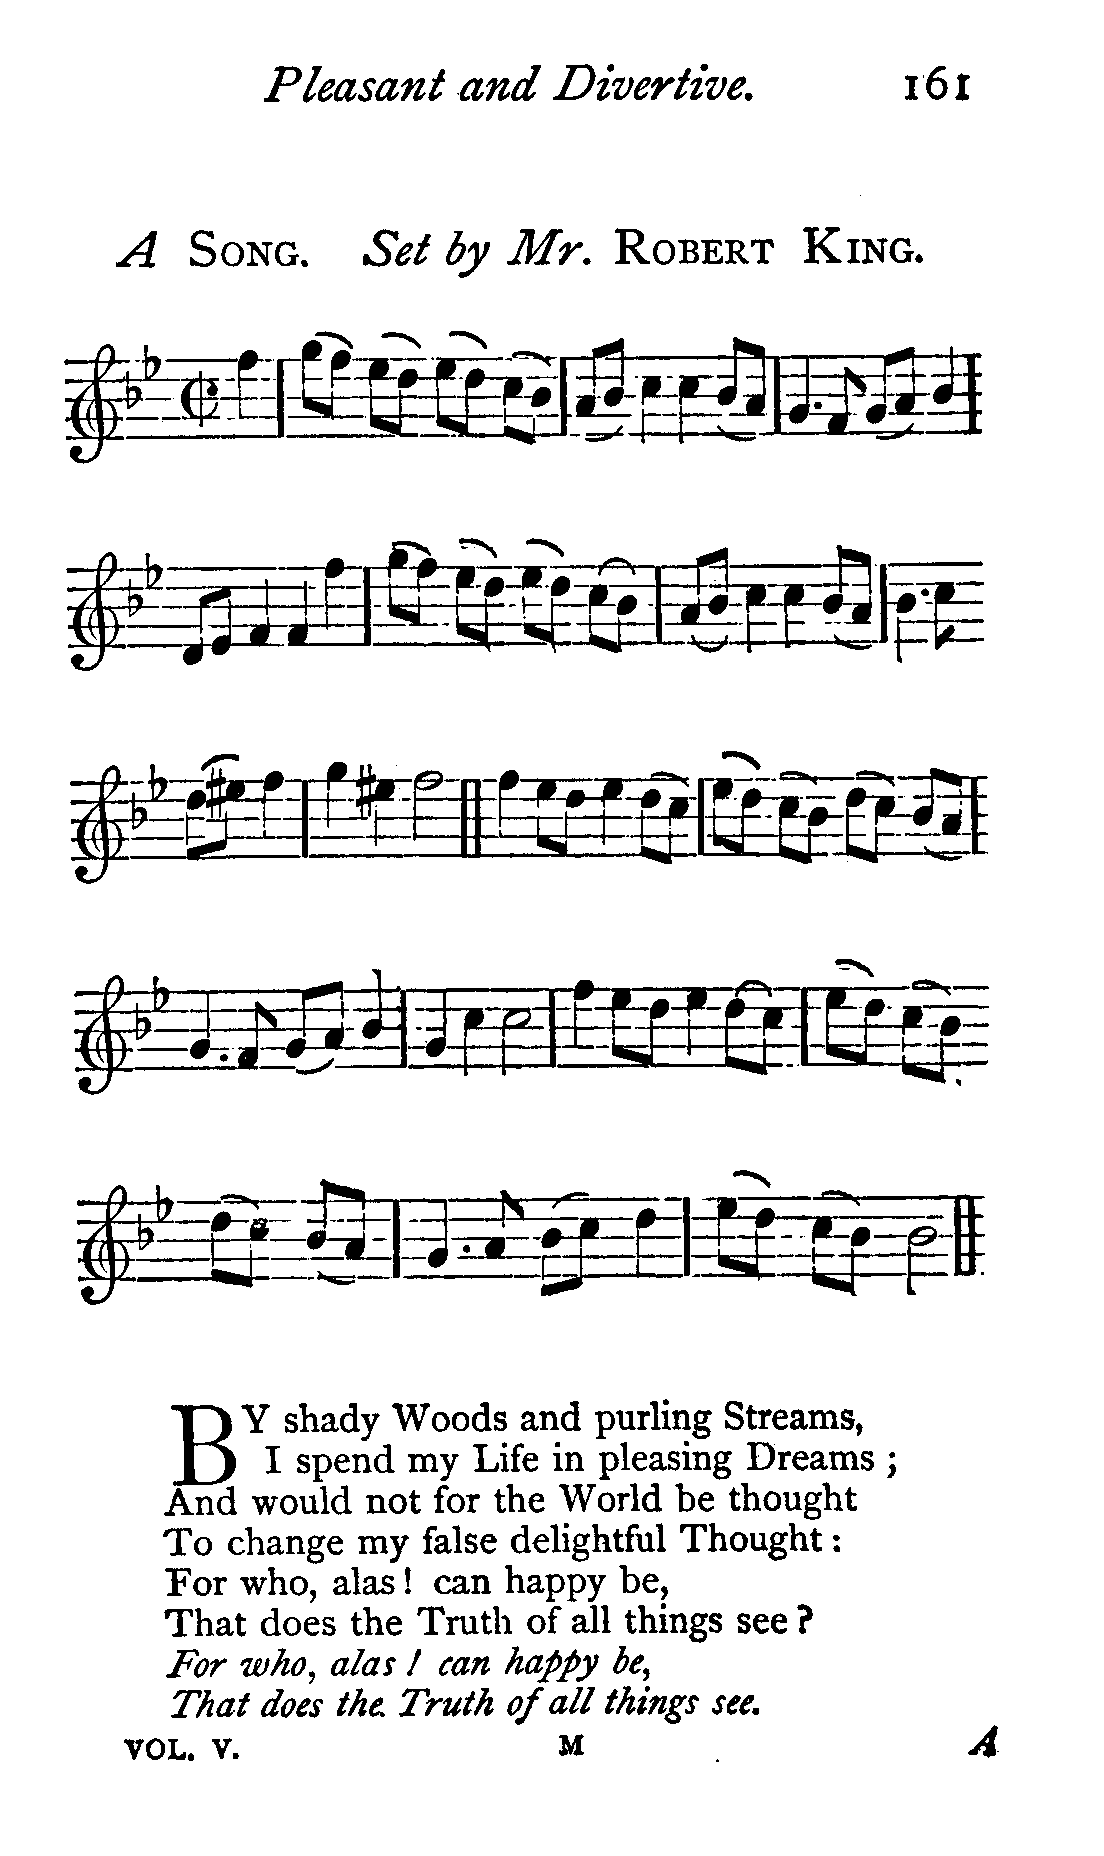 Pleasant and Divertive. 161
A SONG. Set by Mr. ROBERT KING.
BY shady Woods and purling Streams,
I spend my Life in pleasing Dreams ;
And would not for the World be thought
To change my false delightful Thought :
For who, alas ! can happy be,
That does the Truth of all things see ?
For who, alas ! can happy be,
That does the Truth of all things see.
VOL. V. M A